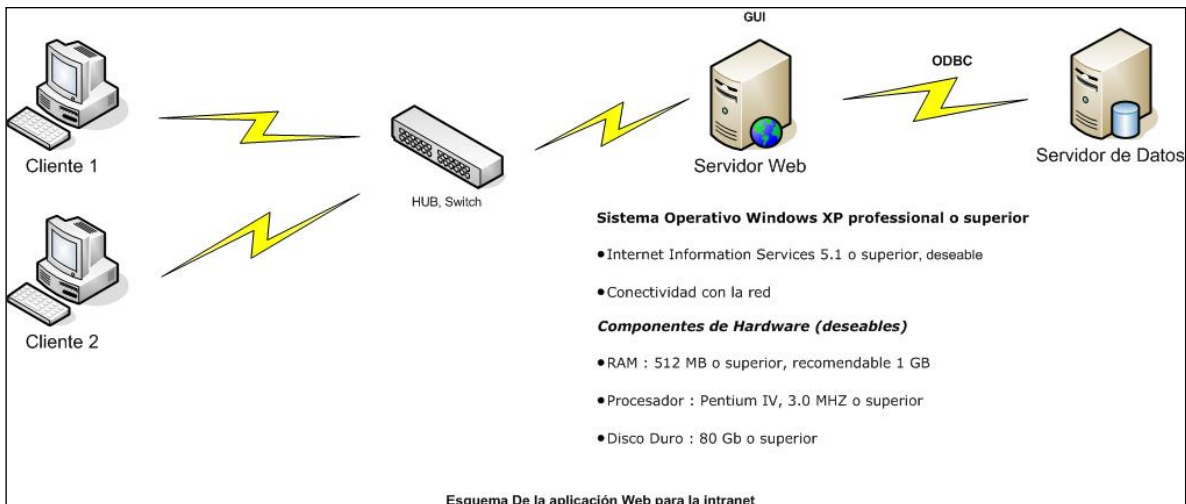 GUI
ODBC
Cliente 1
HUB, Switch
Servidor Web
Servidor de Datos
Cliente 2
Sistema Operativo Windows XP professional o superior
•Internet Information Services 5.1 o superior, deseable
•Conectividad con la red
Componentes de Hardware (deseables)
•RAM : 512 MB o superior, recomendable 1 GB
•Procesador : Pentium IV, 3.0 MHZ o superior
•Disco Duro : 80 Gb o superior
Esquema De la aplicación Web para la intranet